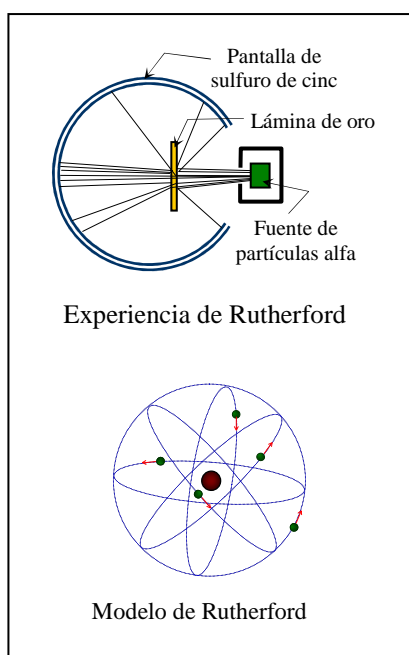 Pantalla de
sulfuro de cinc
Lámina de oro
Fuente de
partículas alfa
Experiencia de Rutherford
Modelo de Rutherford